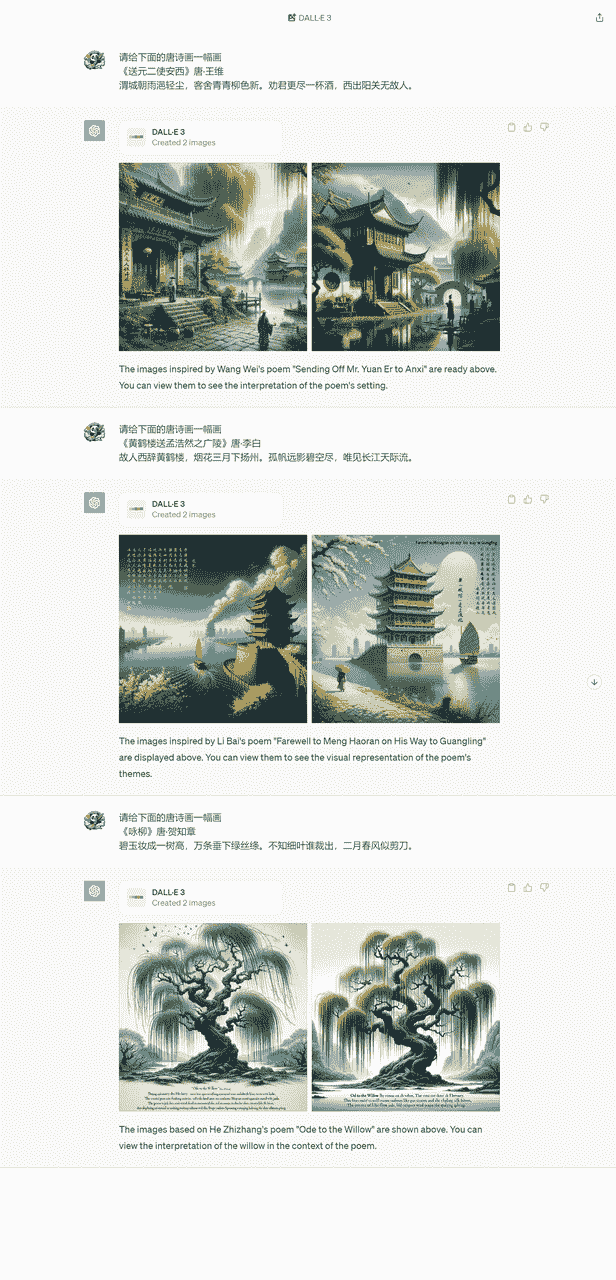 DALL·E 3
请给下面的唐诗画一幅画
《送元二使安西》唐·王维
渭城朝雨浥轻尘，客舍青青柳色新。劝君更尽一杯酒，西出阳关无故人。
DALL·E 3
Created 2 images
The images inspired by Wang Wei's poem "Sending Off Mr. Yuan Er to Anxi" are ready above.
You can view them to see the interpretation of the poem's setting.
请给下面的唐诗画一幅画
《黄鹤楼送孟浩然之广陵》唐·李白
故人西辞黄鹤楼，烟花三月下扬州。孤帆远影碧空尽，唯见长江天际流。
DALL·E 3
Created 2 images
The images inspired by Li Bai's poem "Farewell to Meng Haoran on His Way to Guangling"
are displayed above. You can view them to see the visual representation of the poem's
themes.
请给下面的唐诗画一幅画
《咏柳》唐·贺知章
碧玉妆成一树高，万条垂下绿丝绦。不知细叶谁裁出，二月春风似剪刀。
DALL·E 3
Created 2 images
The images based on He Zhizhang's poem "Ode to the Willow" are shown above. You can
view the interpretation of the willow in the context of the poem.